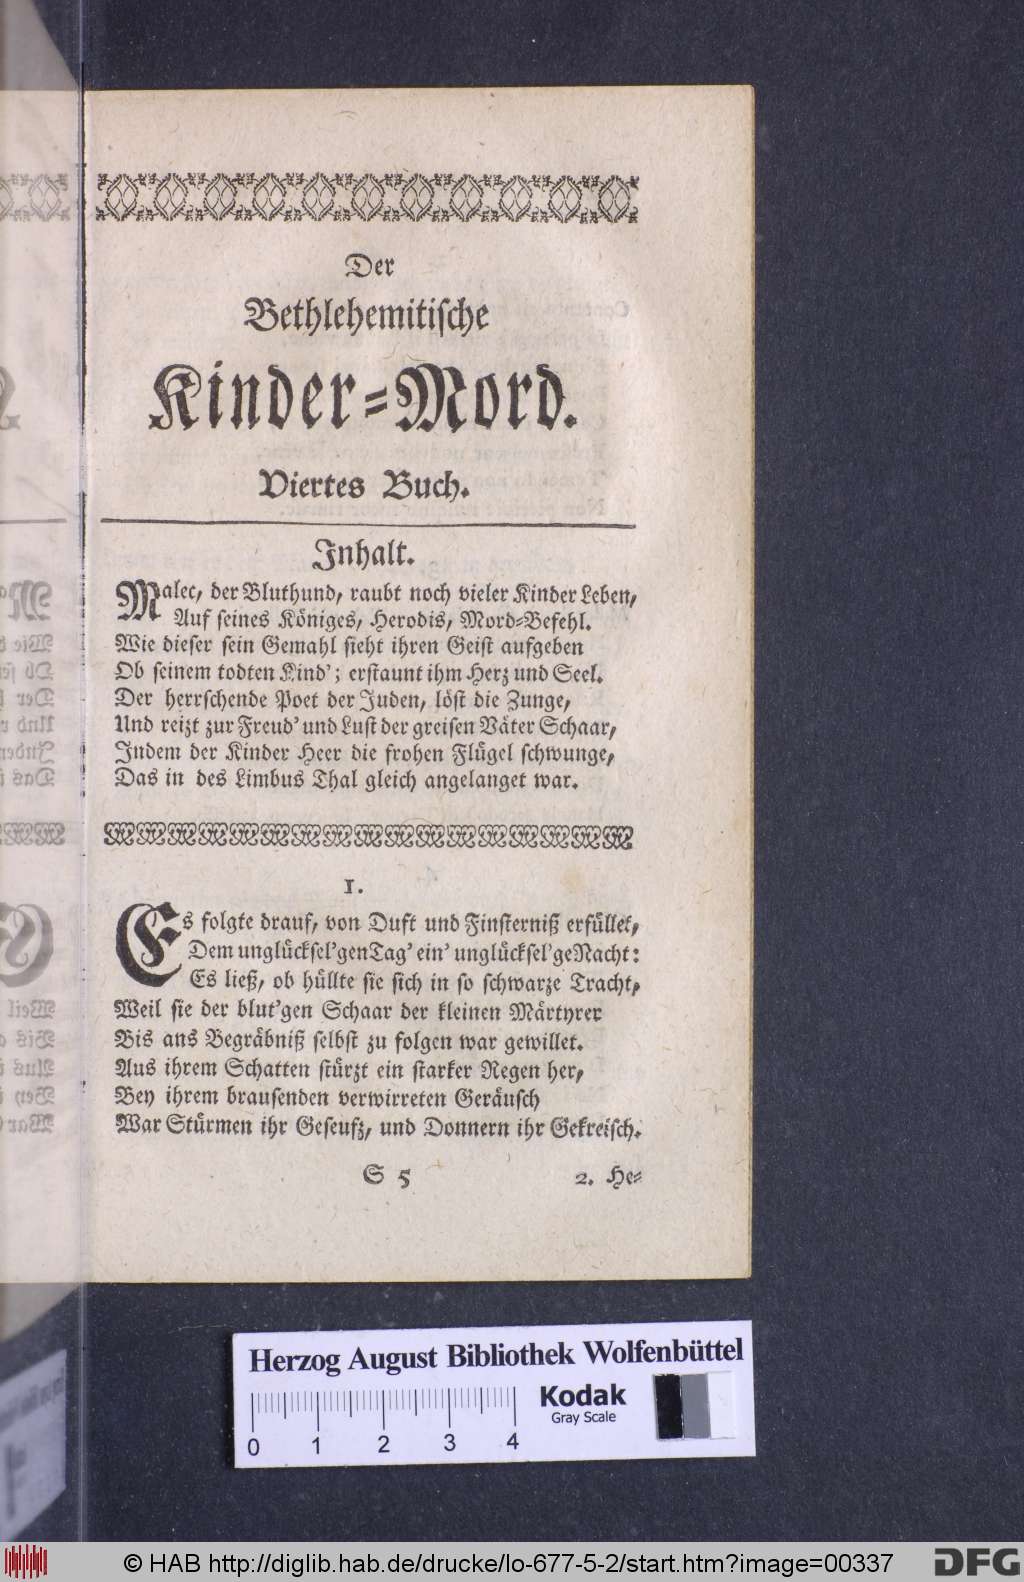 Der
Bethlehemitische
Kinder-Mord.
Viertes Buch.
Inhalt.
Malec, der Bluthund, raubt noch vieler Kinder Leben,
Auf seines Königes, Herodis, Mord-Befehl.
Wie dieser sein Gemahl sieht ihren Geist aufgeben
Ob seinem todten Kind'; erstaunt ihm Herz und Seel.
Der herrschende Poet der Juden, löst die Zunge,
Und reizt zur Freud' und Lust der greisen Väter Schaar,
Indem der Kinder Heer die frohen Flügel schwunge,
Das in des Limbus Thal gleich angelanget war.
1.
Es folgte drauf, von Duft und Finsterniß erfüllet,
Dem unglücksel'gen Tag' ein' unglücksel'ge Nacht:
Es ließ, ob hüllte sie sich in so schwarze Tracht,
Weil sie der blut'gen Schaar der kleinen Märtyrer
Bis ans Begräbniß selbst zu folgen war gewillet.
Aus ihrem Schatten stürzt ein starker Regen her,
Bey ihrem brausenden verwirreten Geräusch
War Stürmen ihr Geseufz, und Donnern ihr Gekreisch.
S 5 2. He-
Herzog August Bibliothek Wolfenbüttel
Kodak
Gray Scale
0 1 2 3 4
© HAB http://diglib.hab.de/drucke/lo-677-5-2/start.htm?image=00337
DFG